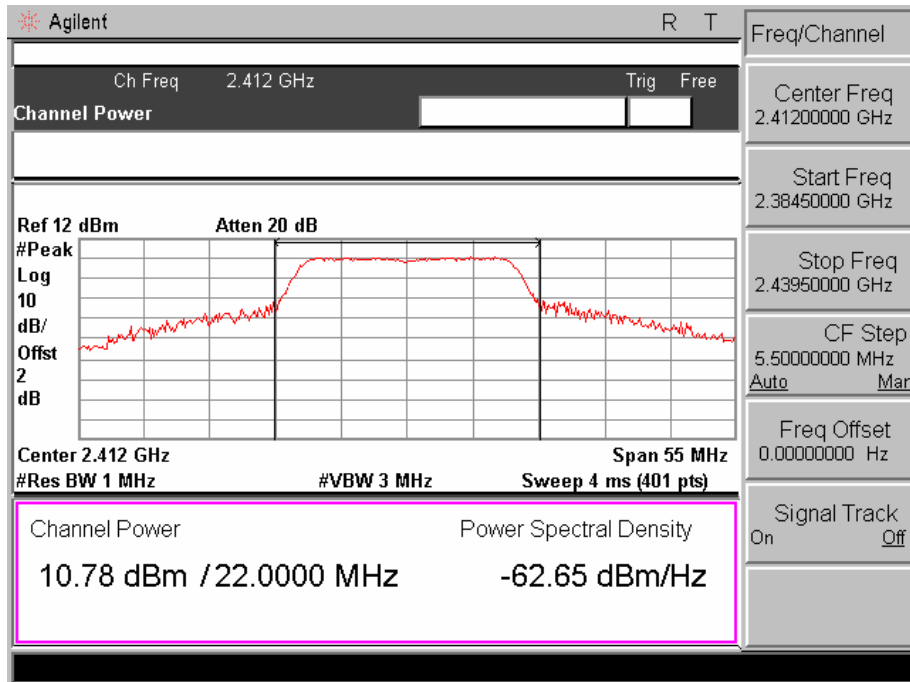 Agilent R T
Ch Freq 2.412 GHz Trig Free
Channel Power
Ref 12 dBm Atten 20 dB
#Peak
Log
10
dB/
Offst
2
dB
Center 2.412 GHz Span 55 MHz
#Res BW 1 MHz #VBW 3 MHz Sweep 4 ms (401 pts)
Channel Power Power Spectral Density
10.78 dBm / 22.0000 MHz -62.65 dBm/Hz
Freq/Channel
Center Freq
2.41200000 GHz
Start Freq
2.38450000 GHz
Stop Freq
2.43950000 GHz
CF Step
5.50000000 MHz
Auto Mar
Freq Offset
0.00000000 Hz
Signal Track
On Off